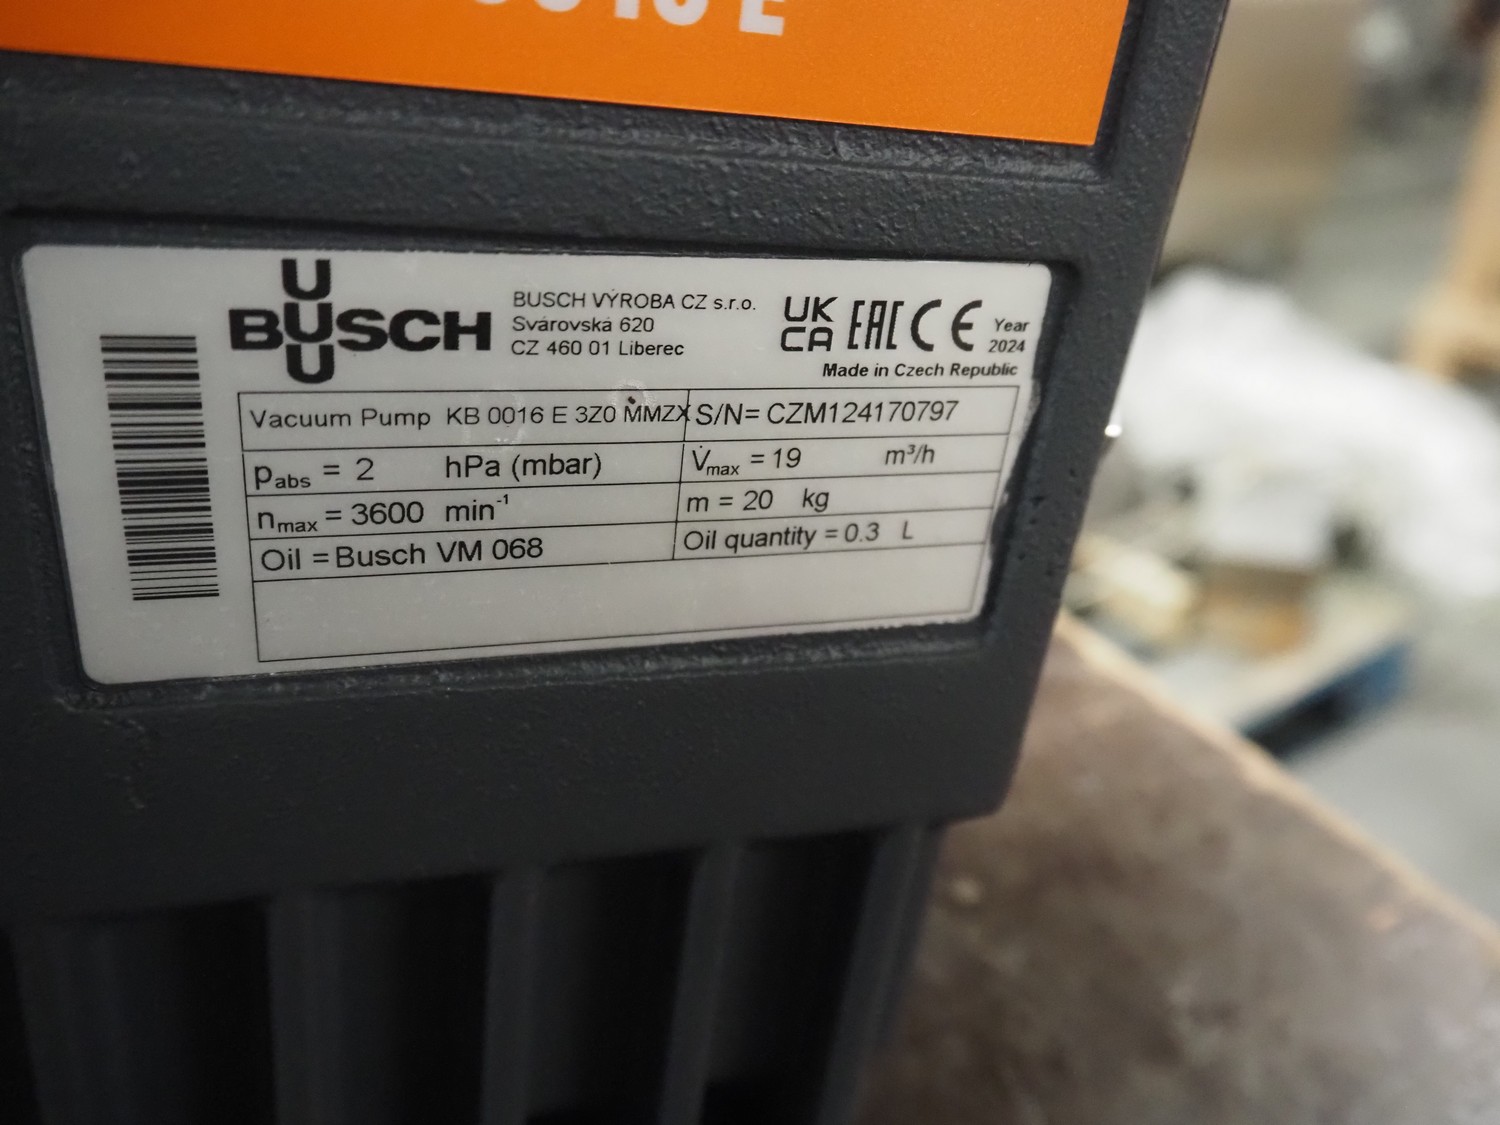 0016 E
BUSCH
BUSCH VÝROBA CZ s.r.o.
Svárovská 620
CZ 460 01 Liberec
UK
CA EAC CE Year
2024
Made in Czech Republic
Vacuum Pump KB 0016 E 3Z0 MMZX S/N= CZM124170797
pabs = 2 hPa (mbar) V̇max = 19 m³/h
nmax = 3600 min⁻¹ m = 20 kg
Oil = Busch VM 068 Oil quantity = 0.3 L